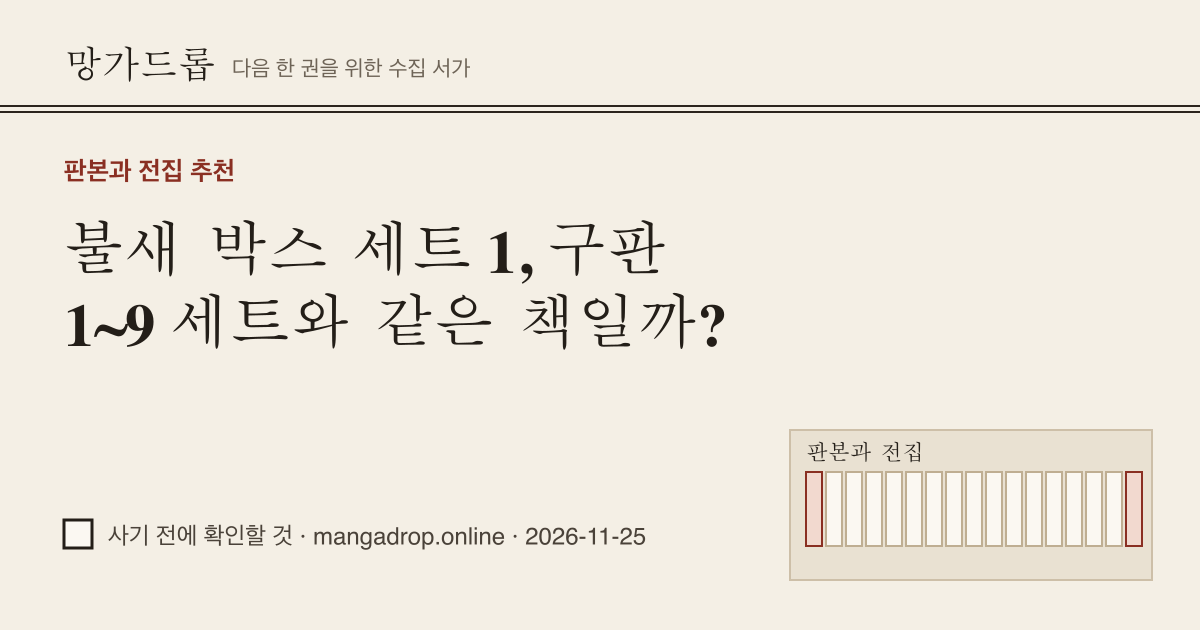 망가드롭 다음 한 권을 위한 수집 서가
판본과 전집 추천
불새 박스 세트 1, 구판
1~9 세트와 같은 책일까?
판본과 전집
사기 전에 확인할 것 · mangadrop.online · 2026-11-25